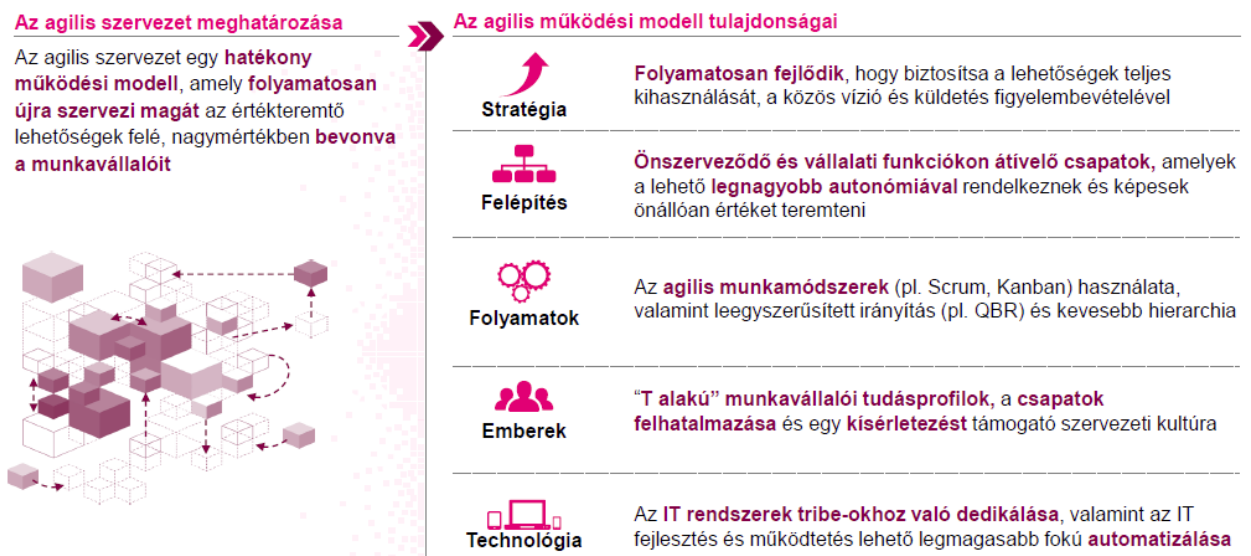 Az agilis szervezet meghatározása
Az agilis szervezet egy hatékony
működési modell, amely folyamatosan
újra szervezi magát az értékteremtő
lehetőségek felé, nagymértékben bevonva
a munkavállalóit
Az agilis működési modell tulajdonságai
Stratégia
Folyamatosan fejlődik, hogy biztosítsa a lehetőségek teljes
kihasználását, a közös vízió és küldetés figyelembevételével
Felépítés
Önszerveződő és vállalati funkciókon átívelő csapatok, amelyek
a lehető legnagyobb autonómiával rendelkeznek és képesek
önállóan értéket teremteni
Folyamatok
Az agilis munkamódszerek (pl. Scrum, Kanban) használata,
valamint leegyszerűsített irányítás (pl. QBR) és kevesebb hierarchia
Emberek
“T alakú” munkavállalói tudásprofilok, a csapatok
felhatalmazása és egy kísérletezést támogató szervezeti kultúra
Technológia
Az IT rendszerek tribe-okhoz való dedikálása, valamint az IT
fejlesztés és működtetés lehető legmagasabb fokú automatizálása